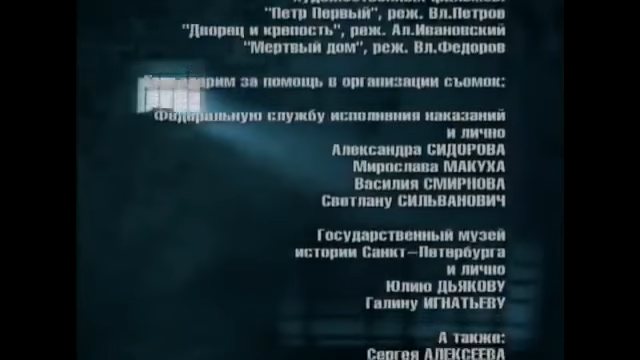 "Петр Первый", реж. Вл.Петров
"Дворец и крепость", реж. Ал.Ивановский
"Мертвый дом", реж. Вл.Федоров
за помощь в организации съемок:
Федеральную службу исполнения наказаний
и лично
Александра СИДОРОВА
Мирослава МАКУХА
Василия СМИРНОВА
Светлану СИЛЬВАНОВИЧ
Государственный музей
истории Санкт-Петербурга
и лично
Юлию ДЬЯКОВУ
Галину ИГНАТЬЕВУ
А также:
Сергея АЛЕКСЕЕВА